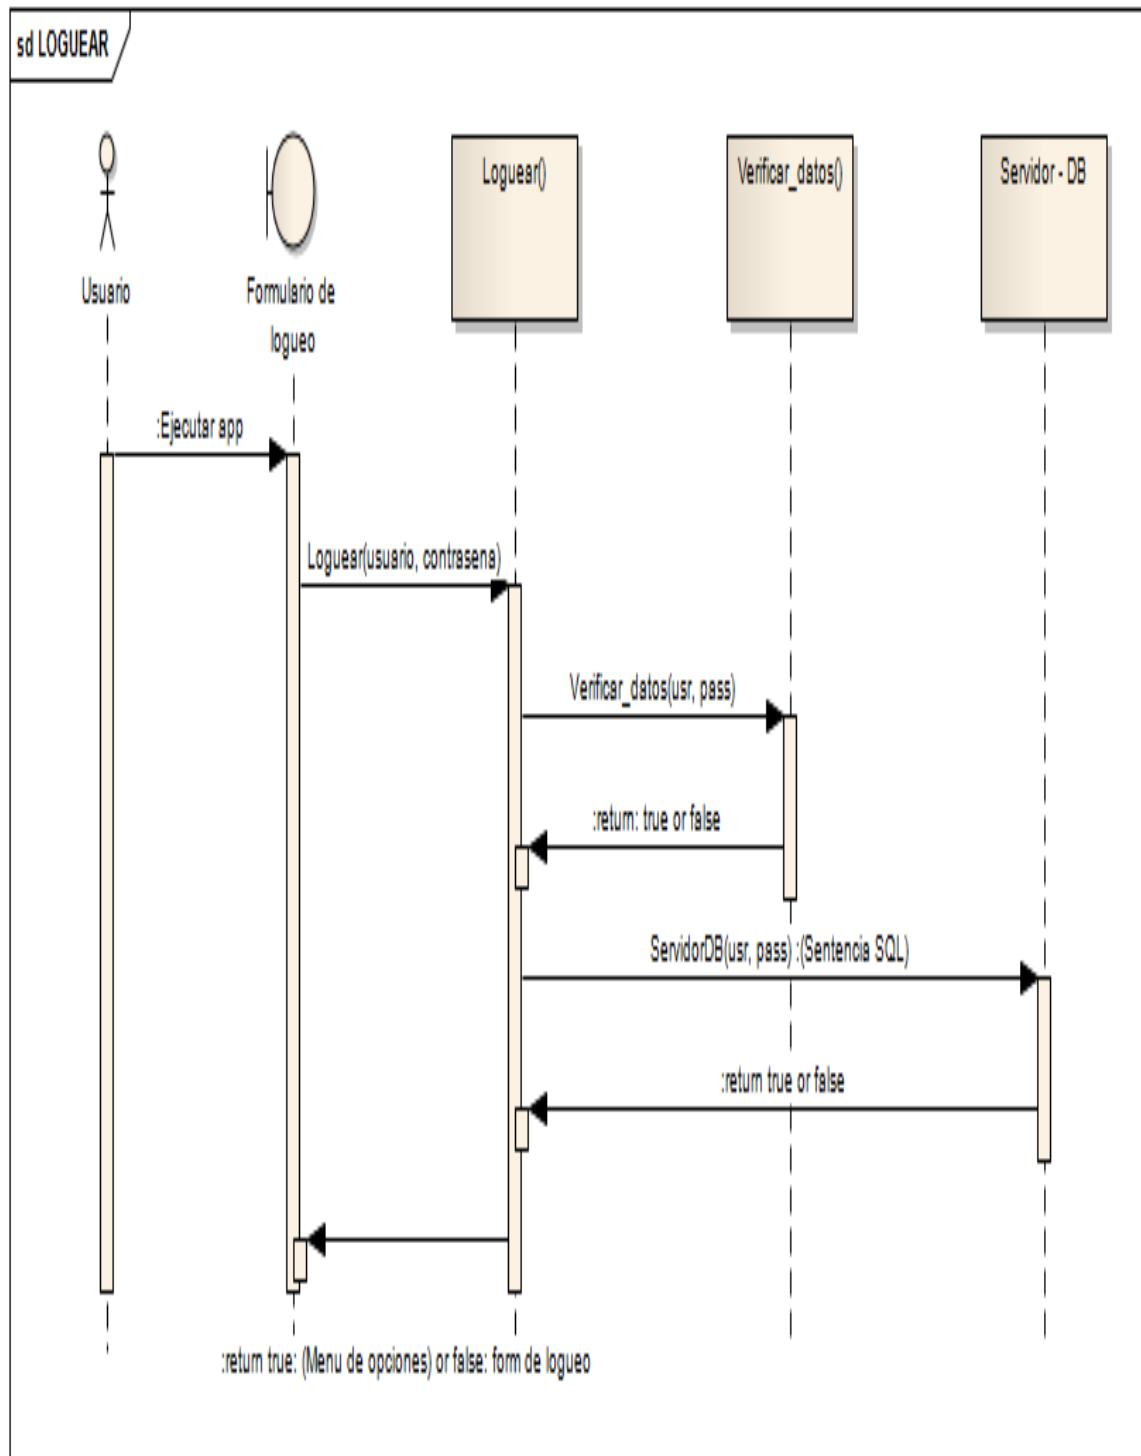 sd LOGUEAR
Loguear()
Verificar_datos()
Servidor - DB
Usuario
Formulario de
logueo
:Ejecutar app
Loguear(usuario, contrasena)
Verificar_datos(usr, pass)
:return: true or false
ServidorDB(usr, pass) :(Sentencia SQL)
:return true or false
:return true: (Menu de opciones) or false: form de logueo